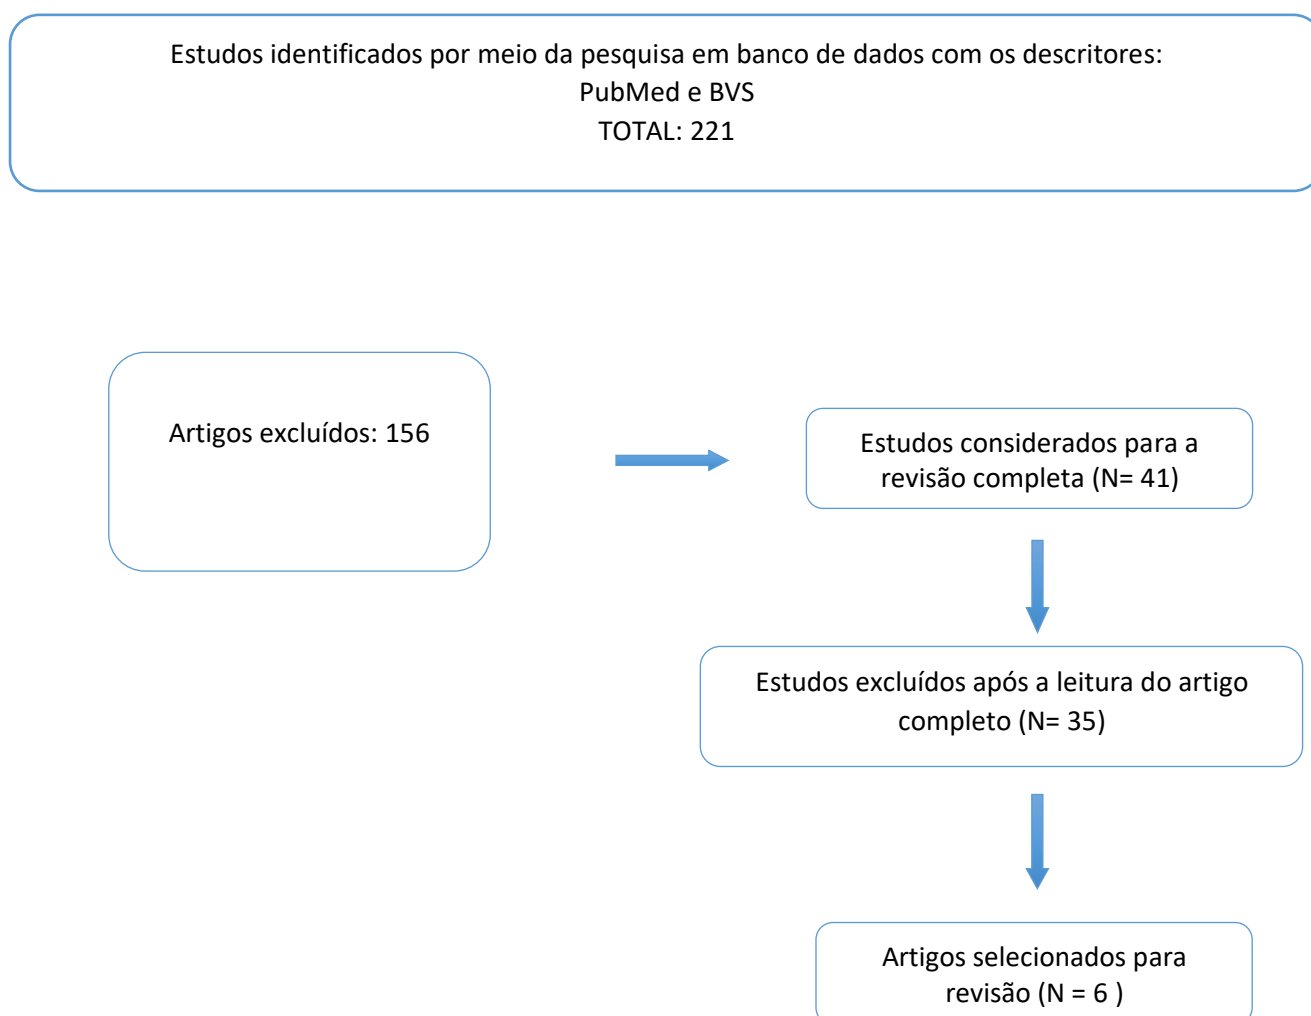 Estudos identificados por meio da pesquisa em banco de dados com os descritores:
PubMed e BVS
TOTAL: 221
Artigos excluídos: 156
Estudos considerados para a
revisão completa (N= 41)
Estudos excluídos após a leitura do artigo
completo (N= 35)
Artigos selecionados para
revisão (N = 6 )